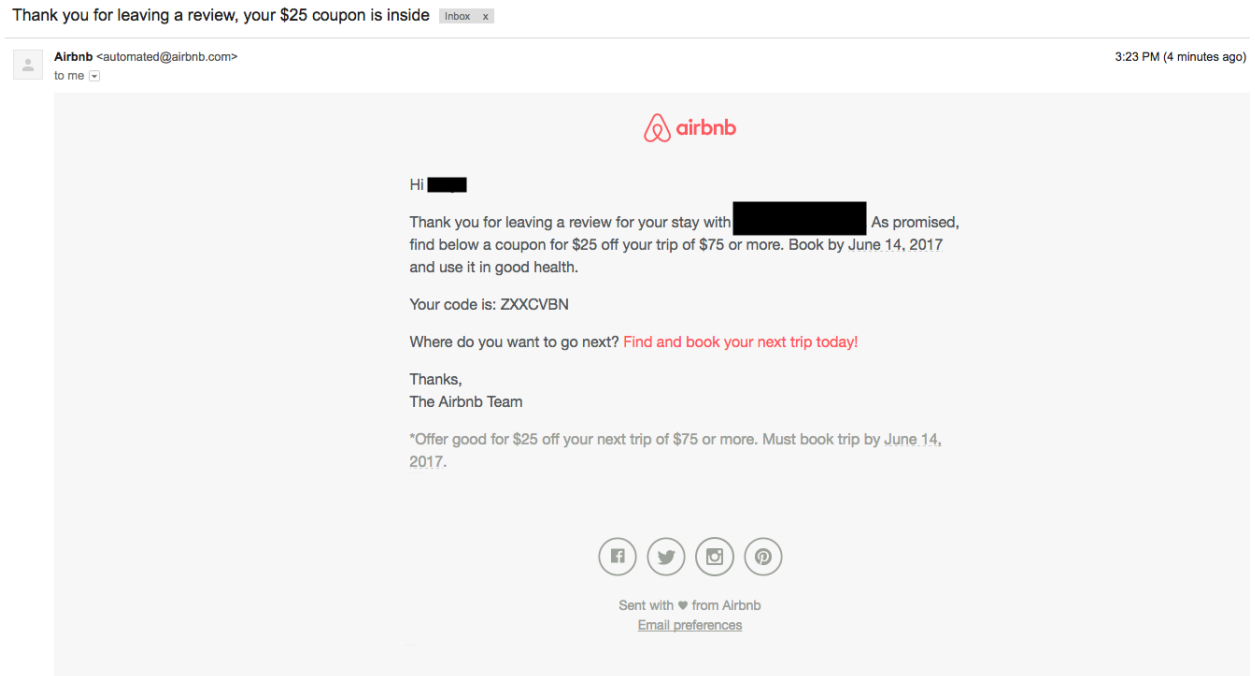 Thank you for leaving a review, your $25 coupon is inside Inbox x
Airbnb <automated@airbnb.com> 3:23 PM (4 minutes ago)
to me
airbnb
Hi
Thank you for leaving a review for your stay with As promised,
find below a coupon for $25 off your trip of $75 or more. Book by June 14, 2017
and use it in good health.
Your code is: ZXXCVBN
Where do you want to go next? Find and book your next trip today!
Thanks,
The Airbnb Team
*Offer good for $25 off your next trip of $75 or more. Must book trip by June 14,
2017.
Sent with ♥ from Airbnb
Email preferences